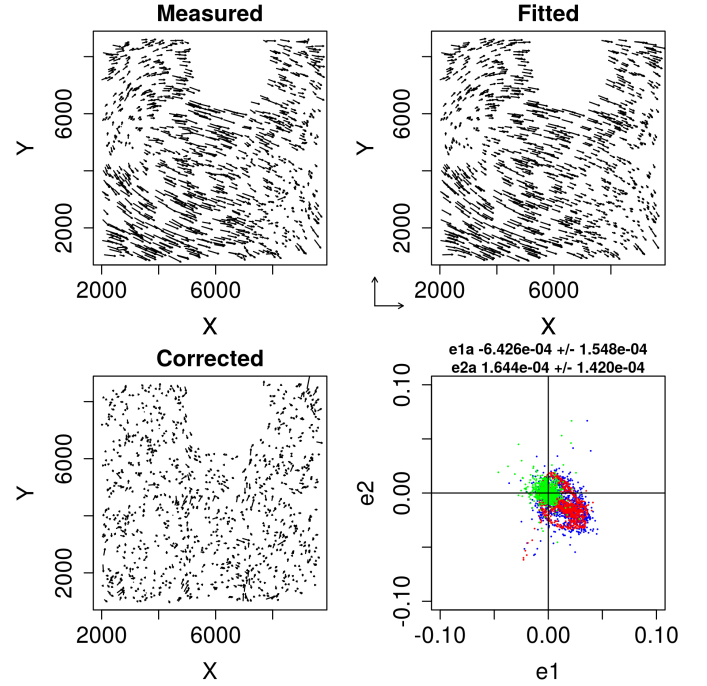 Measured
Fitted
Y
6000
2000
2000 6000
X
Y
6000
2000
2000 6000
X
Corrected
Y
6000
2000
2000 6000
X
e1a -6.426e-04 +/- 1.548e-04
e2a 1.644e-04 +/- 1.420e-04
e2
0.10
0.00
-0.10
-0.10 0.00 0.10
e1